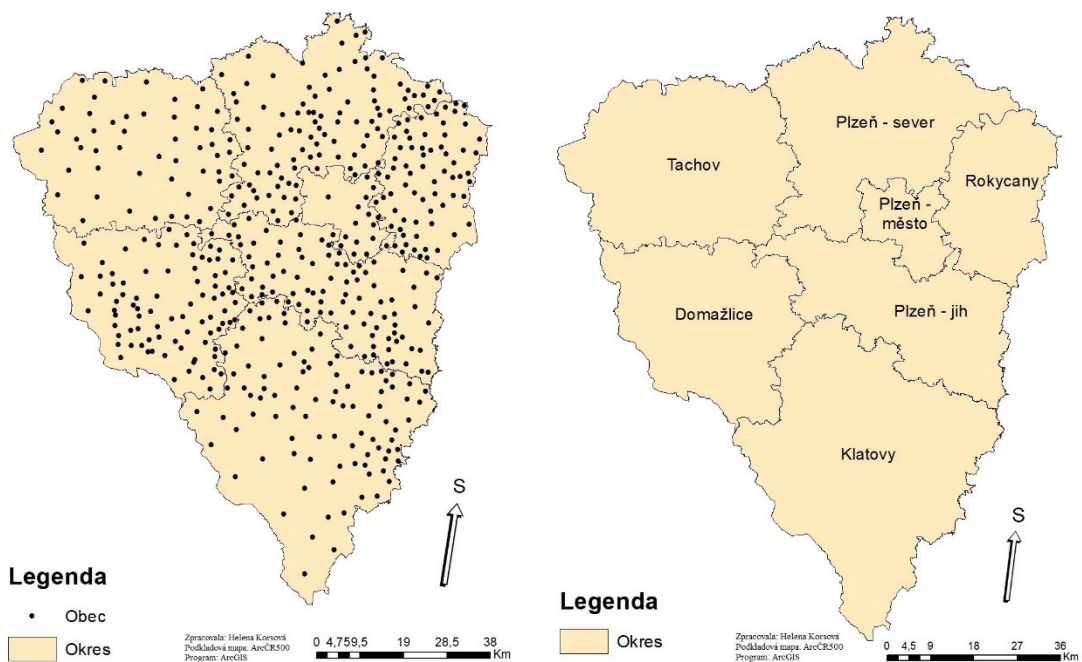 S
Legenda
Obec
Okres
Zpracovala: Helena Korsová
Podkladová mapa: ArcČR500
Program: ArcGIS
0 4,759,5 19 28,5 38
Km
Plzeň - sever
Tachov
Rokycany
Plzeň -
město
Domažlice
Plzeň - jih
Klatovy
S
Legenda
Okres
Zpracovala: Helena Korsová
Podkladová mapa: ArcČR500
Program: ArcGIS
0 4,5 9 18 27 36
Km